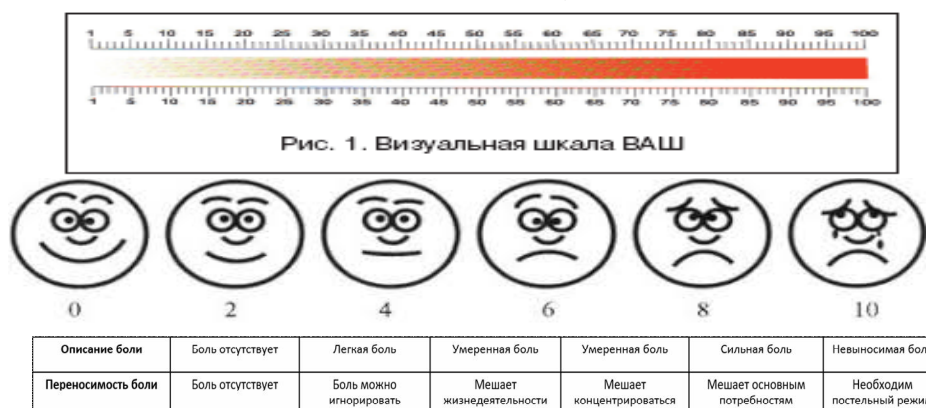 1 5 10 15 20 25 30 35 40 45 50 55 60 65 70 75 80 85 90 95 100
1 5 10 15 20 25 30 35 40 45 50 55 60 65 70 75 80 85 90 95 100
Рис. 1. Визуальная шкала ВАШ
0 2 4 6 8 10
Описание боли Боль отсутствует Легкая боль Умеренная боль Умеренная боль Сильная боль Невыносимая бол
Переносимость боли Боль отсутствует Боль можно игнорировать Мешает жизнедеятельности Мешает концентрироваться Мешает основным потребностям Необходим постельный режи